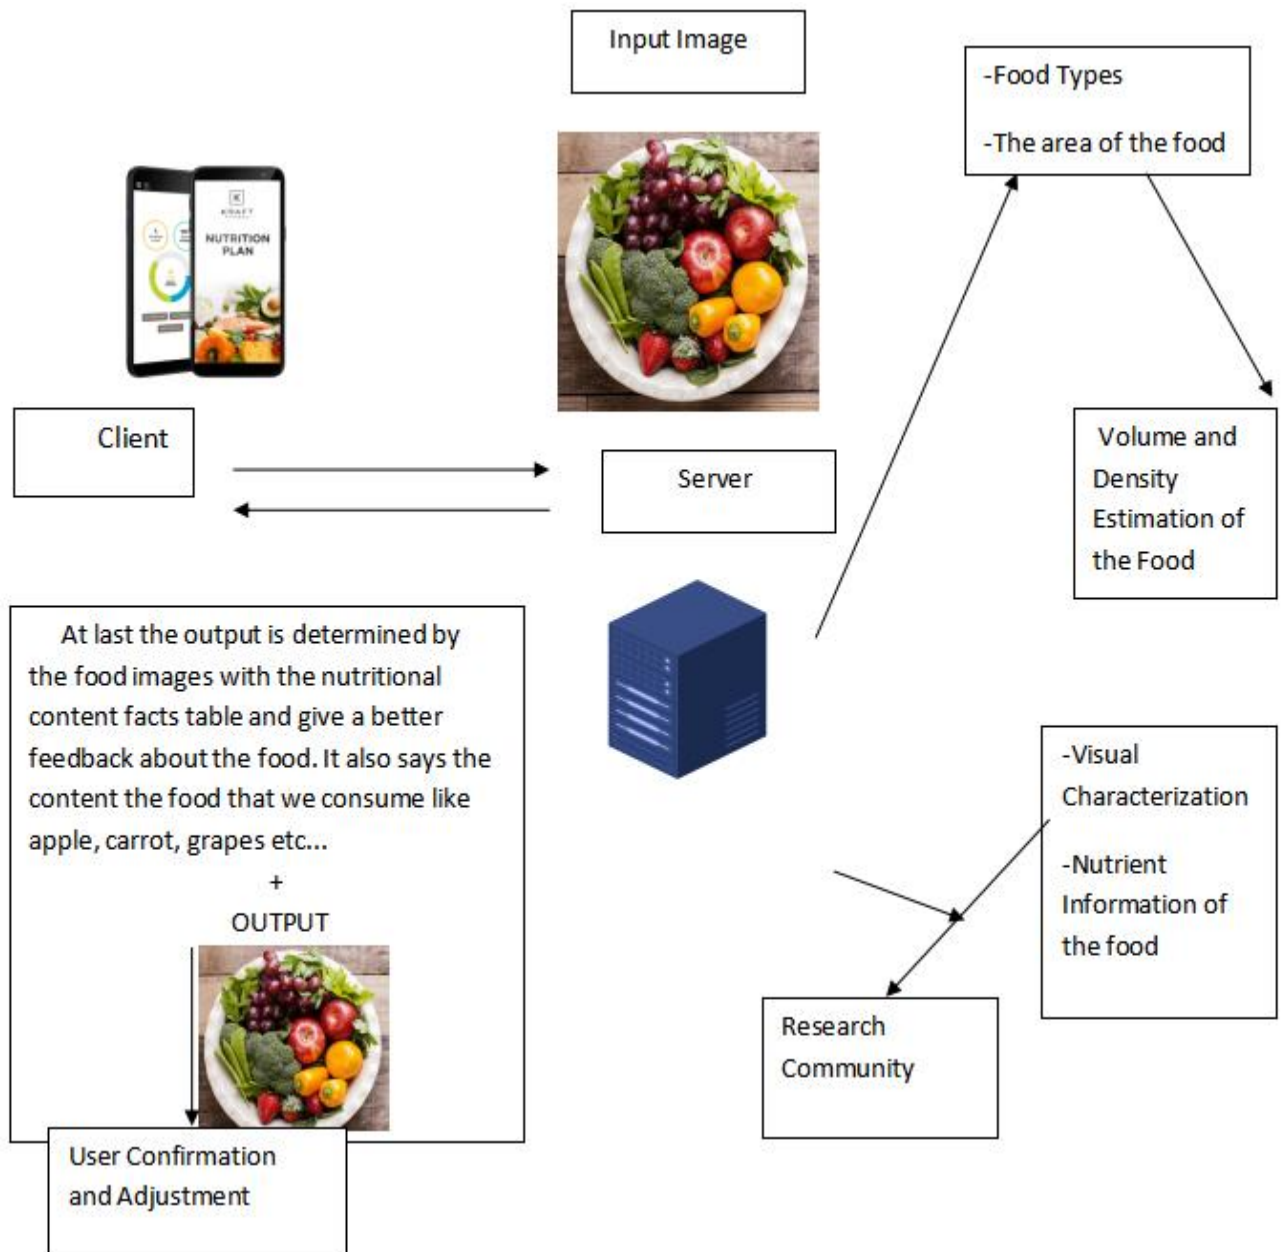 Input Image
-Food Types
-The area of the food
KRAFT
NUTRITION
PLAN
Client
Server
Volume and
Density
Estimation of
the Food
At last the output is determined by
the food images with the nutritional
content facts table and give a better
feedback about the food. It also says the
content the food that we consume like
apple, carrot, grapes etc...
+
OUTPUT
-Visual
Characterization
-Nutrient
Information of
the food
Research
Community
User Confirmation
and Adjustment